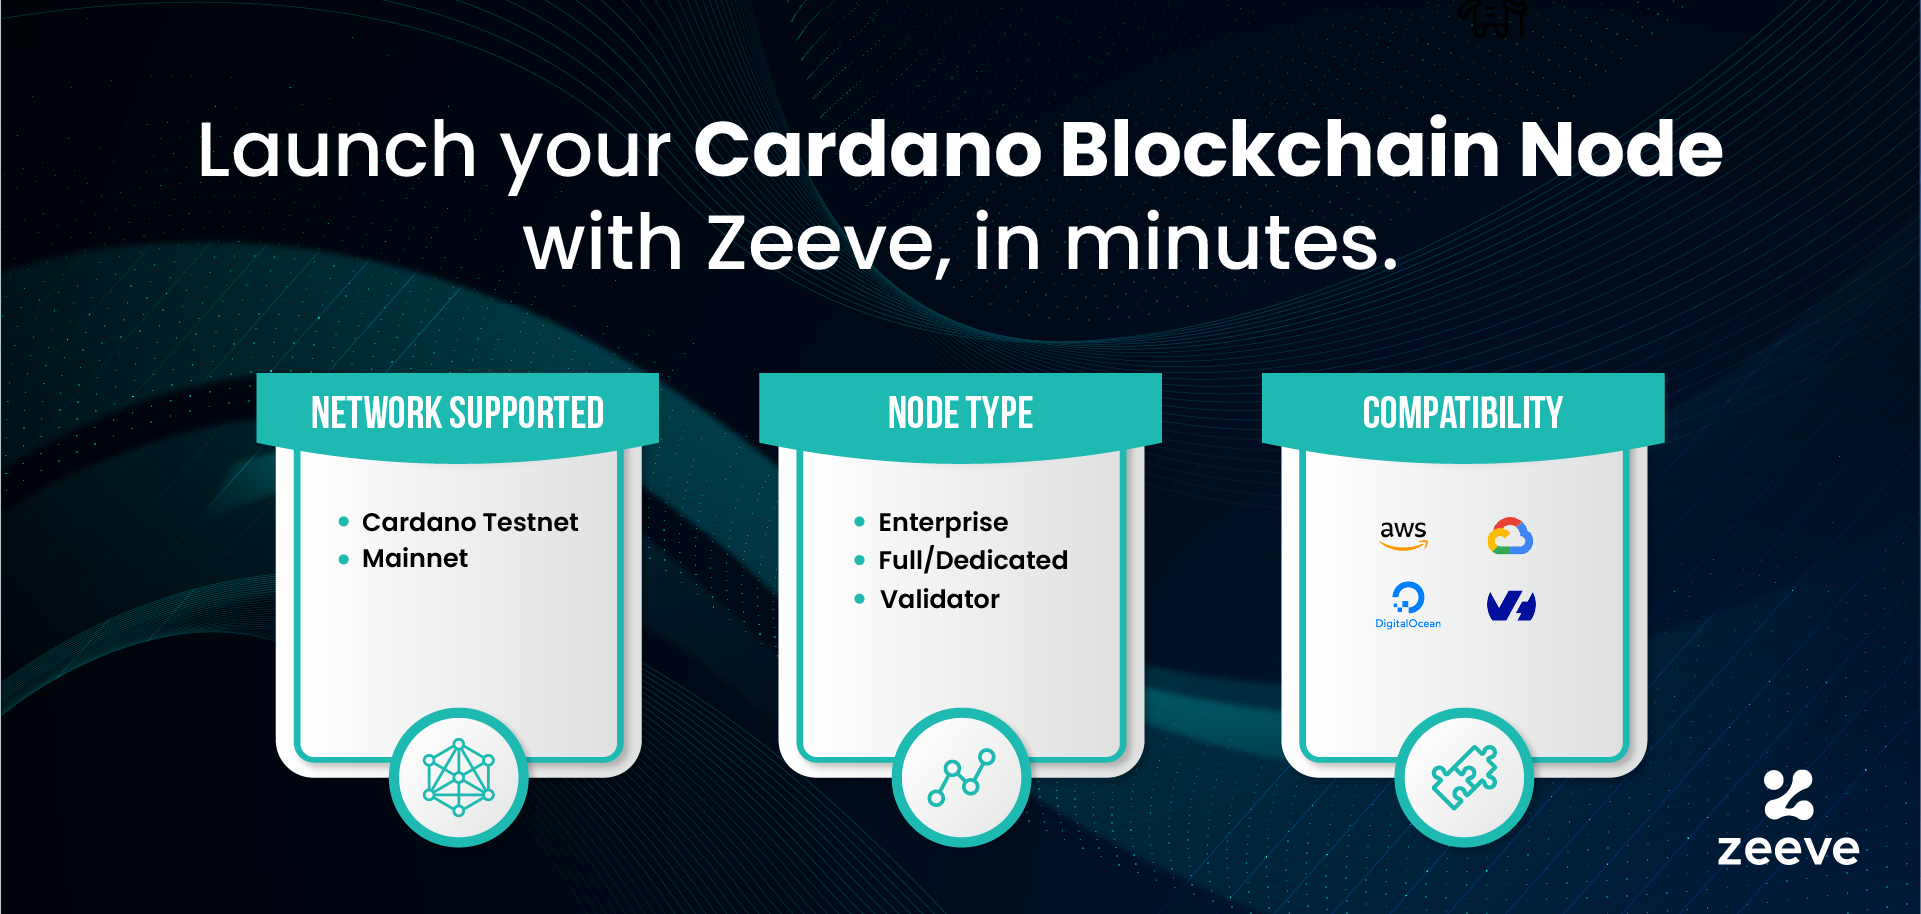 Launch your Cardano Blockchain Node
with Zeeve, in minutes.
NETWORK SUPPORTED
Cardano Testnet
Mainnet
NODE TYPE
Enterprise
Full/Dedicated
Validator
COMPATIBILITY
aws
DigitalOcean
zeeve